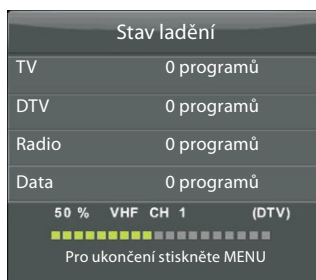 Stav ladění
TV 0 programů
DTV 0 programů
Radio 0 programů
Data 0 programů
50 % VHF CH 1 (DTV)
Pro ukončení stiskněte MENU